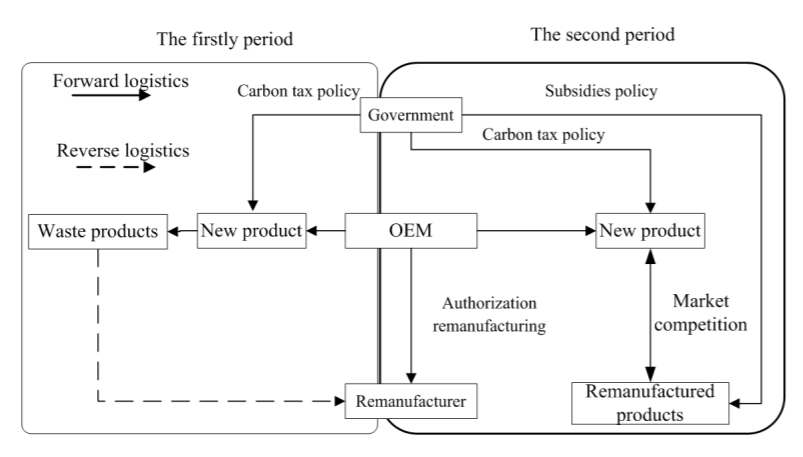 The firstly period
The second period
Forward logistics
Carbon tax policy
Subsidies policy
Government
Carbon tax policy
Reverse logistics
Waste products
New product
OEM
New product
Authorization
remanufacturing
Market
competition
Remanufacturer
Remanufactured
products